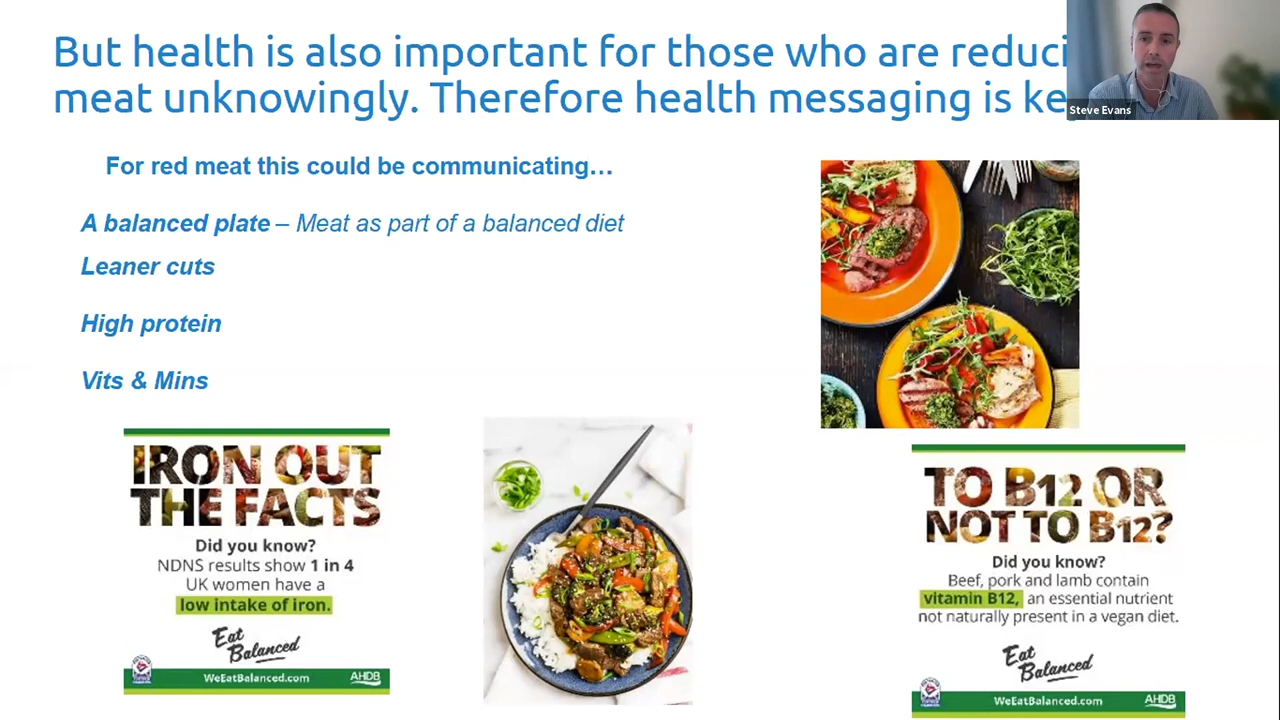 But health is also important for those who are reduci
meat unknowingly. Therefore health messaging is ke
Steve Evans
For red meat this could be communicating…
A balanced plate – Meat as part of a balanced diet
Leaner cuts
High protein
Vits & Mins
IRON OUT
THE FACTS
Did you know?
NDNS results show 1 in 4
UK women have a
low intake of iron.
Eat
Balanced
WeEatBalanced.com
AHDB
TO B12 OR
NOT TO B12?
Did you know?
Beef, pork and lamb contain
vitamin B12, an essential nutrient
not naturally present in a vegan diet.
Eat
Balanced
WeEatBalanced.com
AHDB